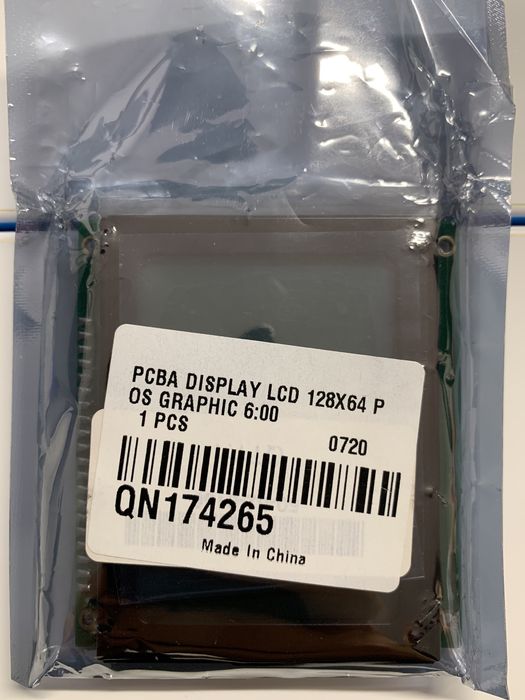 PCBA DISPLAY LCD 128X64 P
OS GRAPHIC 6:00
1 PCS 0720
QN174265
Made In China